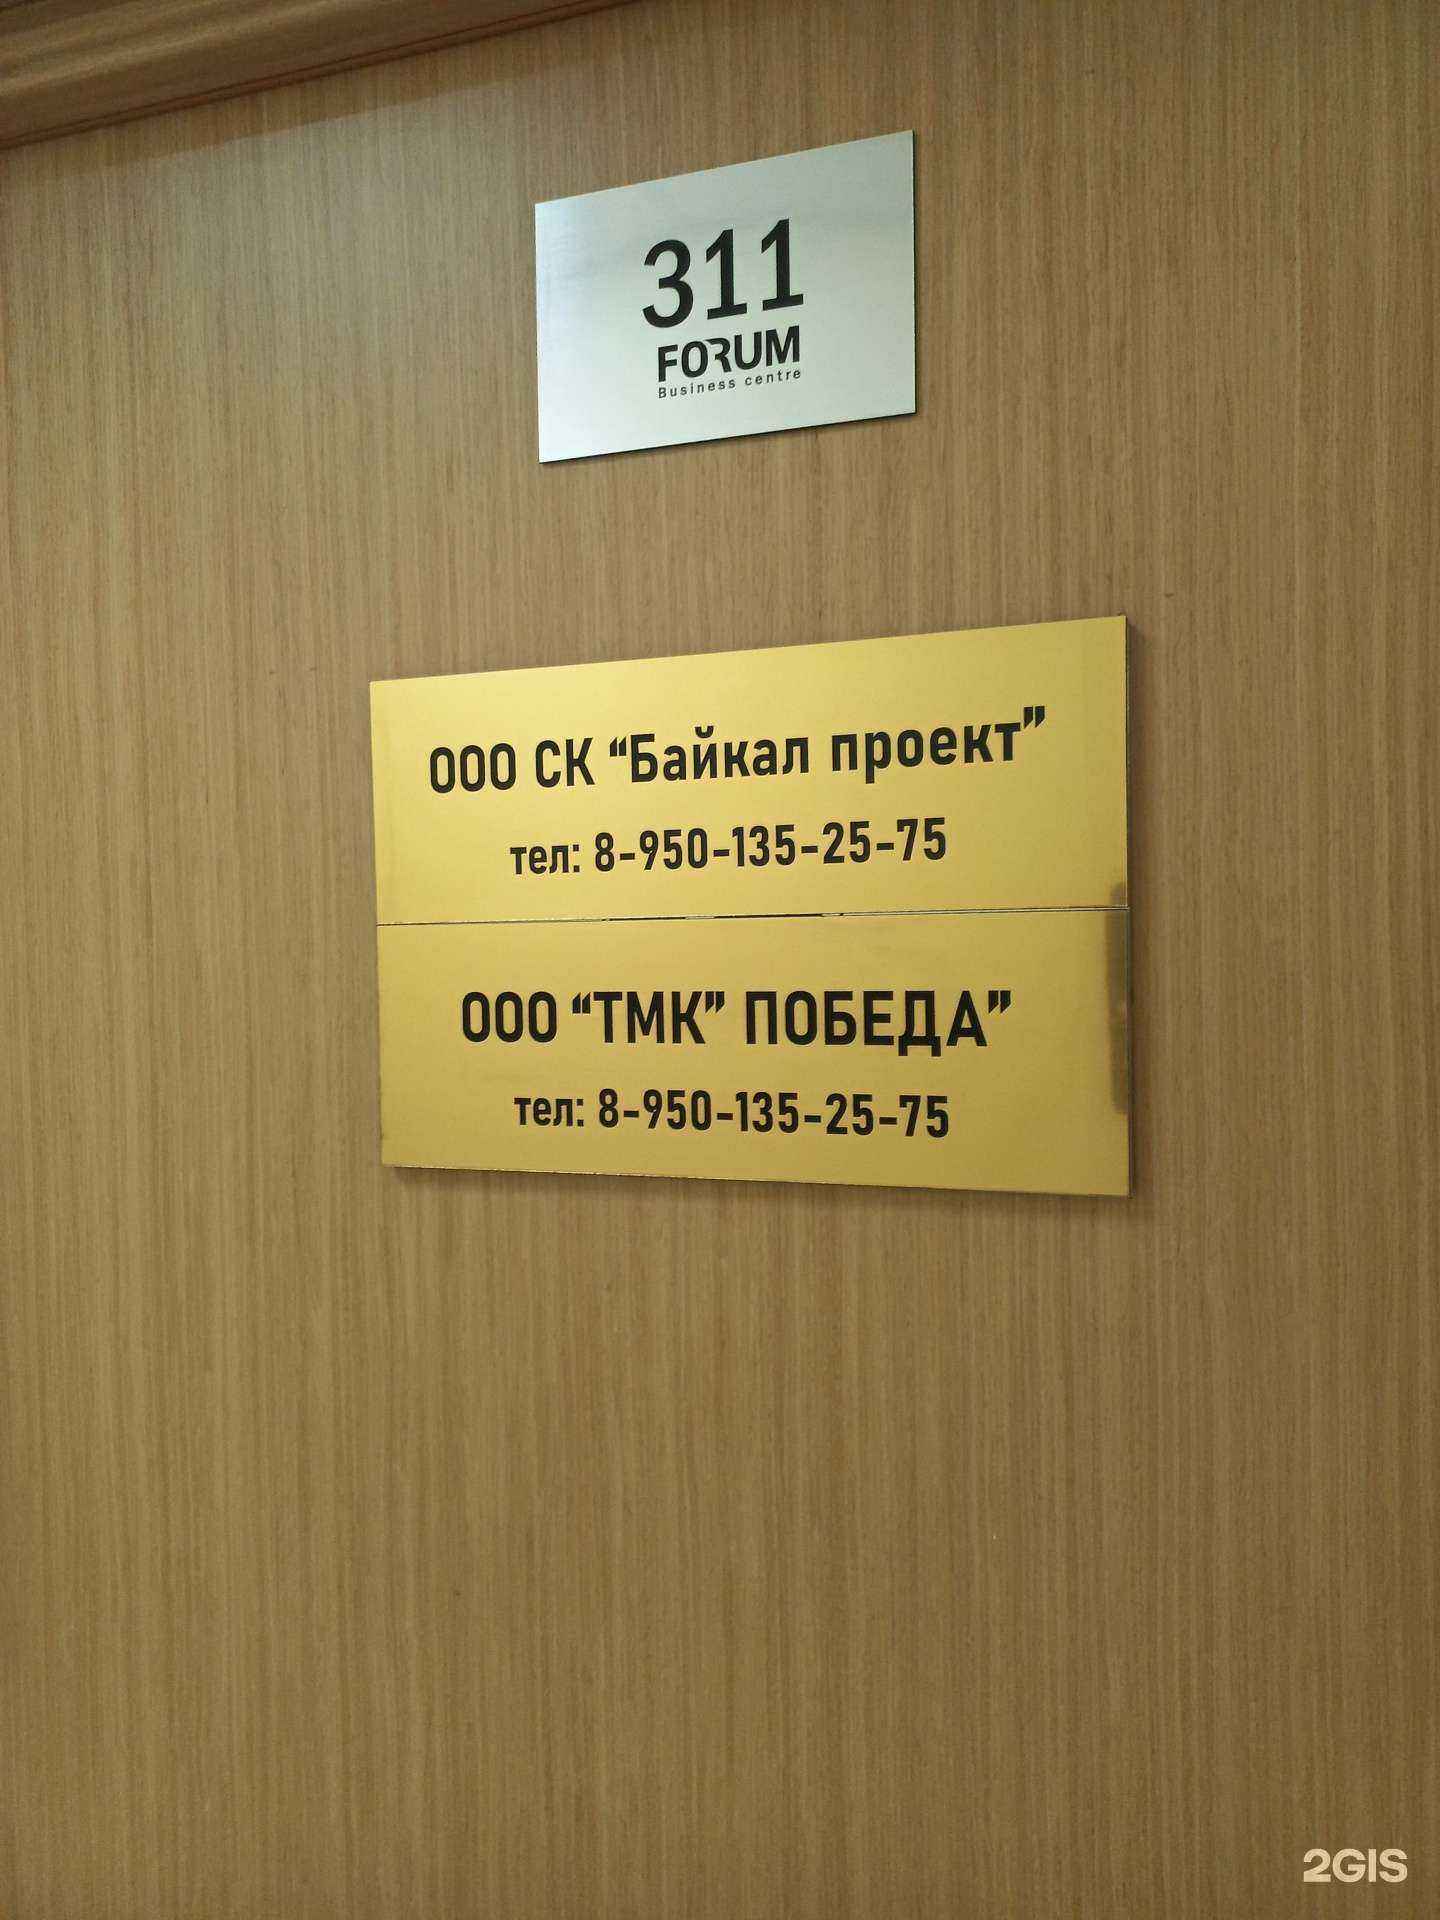 311
FORUM
Business centre
ООО СК “Байкал проект”
тел: 8-950-135-25-75
ООО “ТМК” ПОБЕДА”
тел: 8-950-135-25-75
2GIS